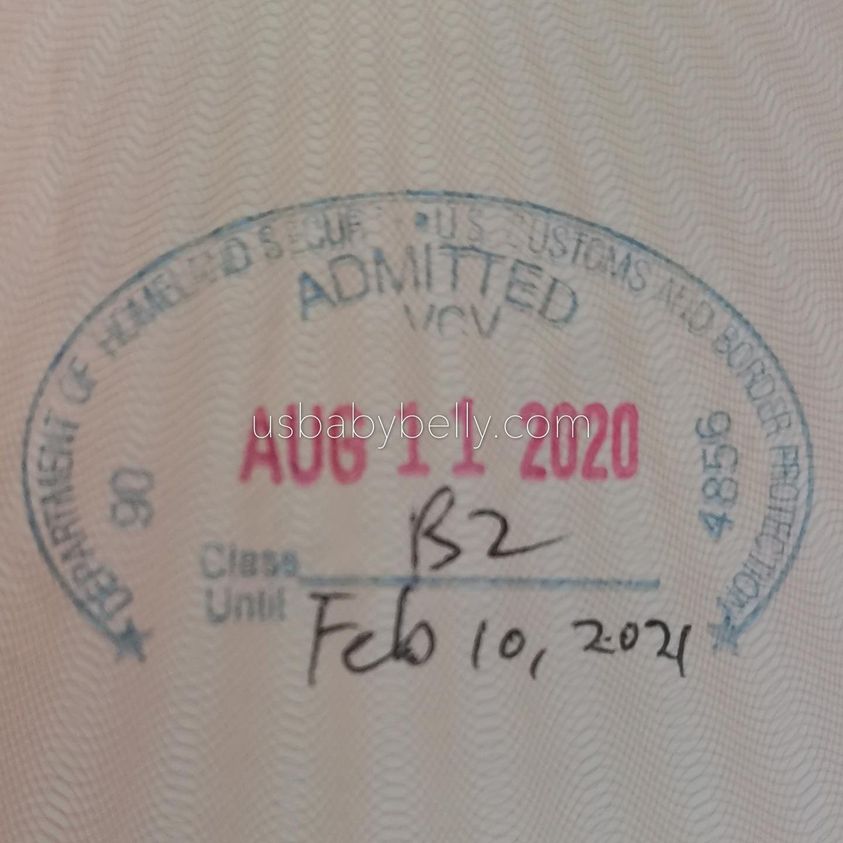 DEPARTMENT OF HOMELAND SECURITY • U.S. CUSTOMS AND BORDER PROTECTION
ADMITTED
AUG 11 2020
usbabybelly.com
90
4856
Class B2
Until Feb 10, 2021